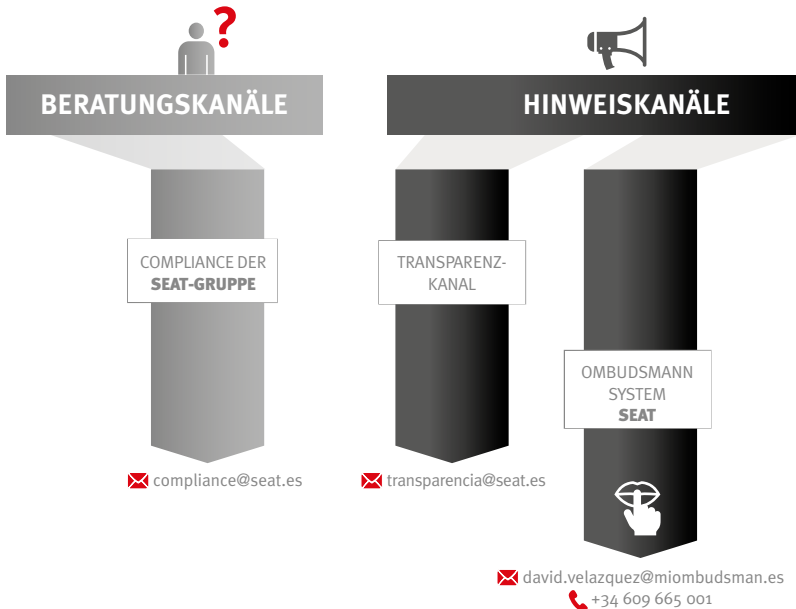 ?
BERATUNGSKANÄLE
HINWEISKANÄLE
COMPLIANCE DER
SEAT-GRUPPE
TRANSPARENZ-
KANAL
OMBUDSMANN
SYSTEM
SEAT
compliance@seat.es
transparencia@seat.es
david.velazquez@miombudsman.es
+34 609 665 001